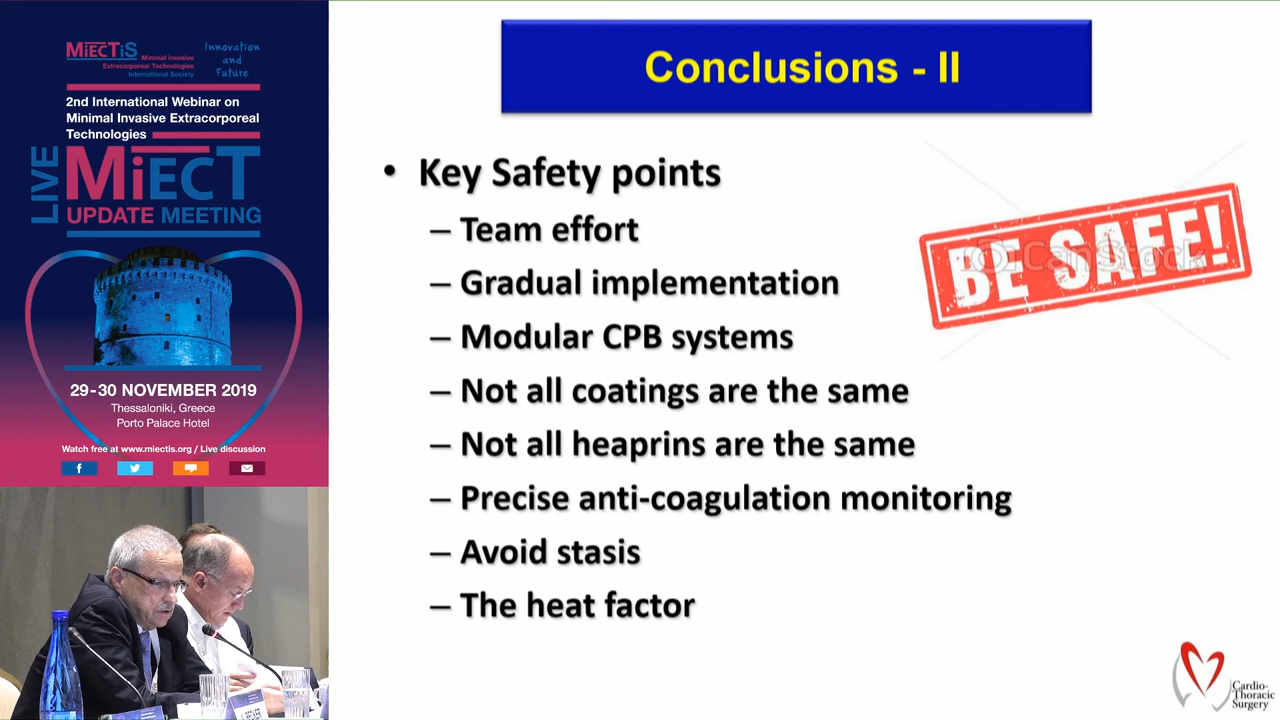 MiECTiS
Minimal Invasive
Extracorporeal Technologies
International Society
Innovation
and
Future
2nd International Webinar on
Minimal Invasive Extracorporeal
Technologies
LIVE
MiECT
UPDATE MEETING
29-30 NOVEMBER 2019
Thessaloniki, Greece
Porto Palace Hotel
Watch free at www.miectis.org / Live discussion
Conclusions - II
• Key Safety points
– Team effort
– Gradual implementation
– Modular CPB systems
– Not all coatings are the same
– Not all heaprins are the same
– Precise anti-coagulation monitoring
– Avoid stasis
– The heat factor
BE SAFE!
CanStock
Cardio-
Thoracic
Surgery